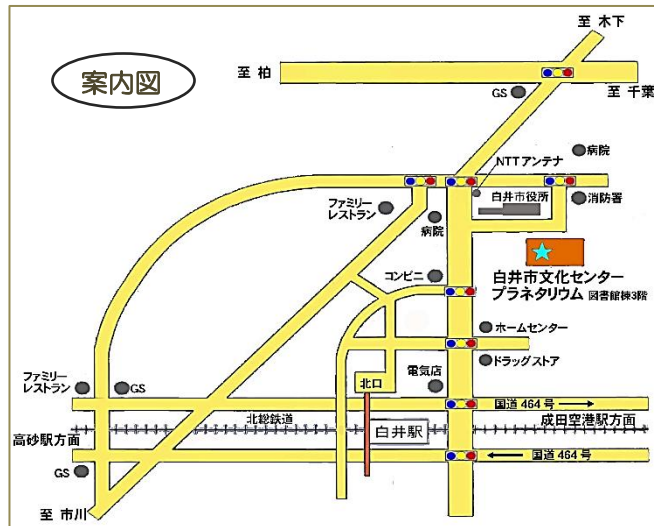 案内図
至 木下
至 柏
至 千葉
GS
病院
NTTアンテナ
白井市役所
消防署
ファミリー
レストラン
病院
白井市文化センター
プラネタリウム 図書館棟3階
コンビニ
ホームセンター
ドラッグストア
電気店
北口
ファミリー
レストラン
GS
国道 464 号
北総鉄道
成田空港駅方面
高砂駅方面
白井駅
国道 464 号
GS
至 市川